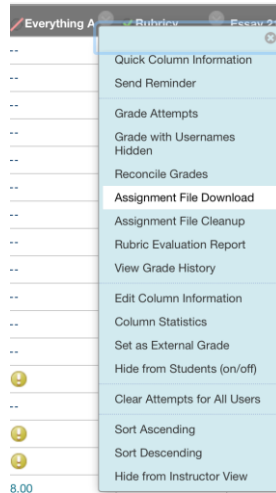 Everything A Rubricy Essay 2
--
Quick Column Information
--
Send Reminder
--
Grade Attempts
--
Grade with Usernames
Hidden
--
Reconcile Grades
--
Assignment File Download
--
Assignment File Cleanup
--
Rubric Evaluation Report
--
View Grade History
--
Edit Column Information
--
Column Statistics
--
Set as External Grade
Hide from Students (on/off)
--
Clear Attempts for All Users
Sort Ascending
Sort Descending
Hide from Instructor View
8.00